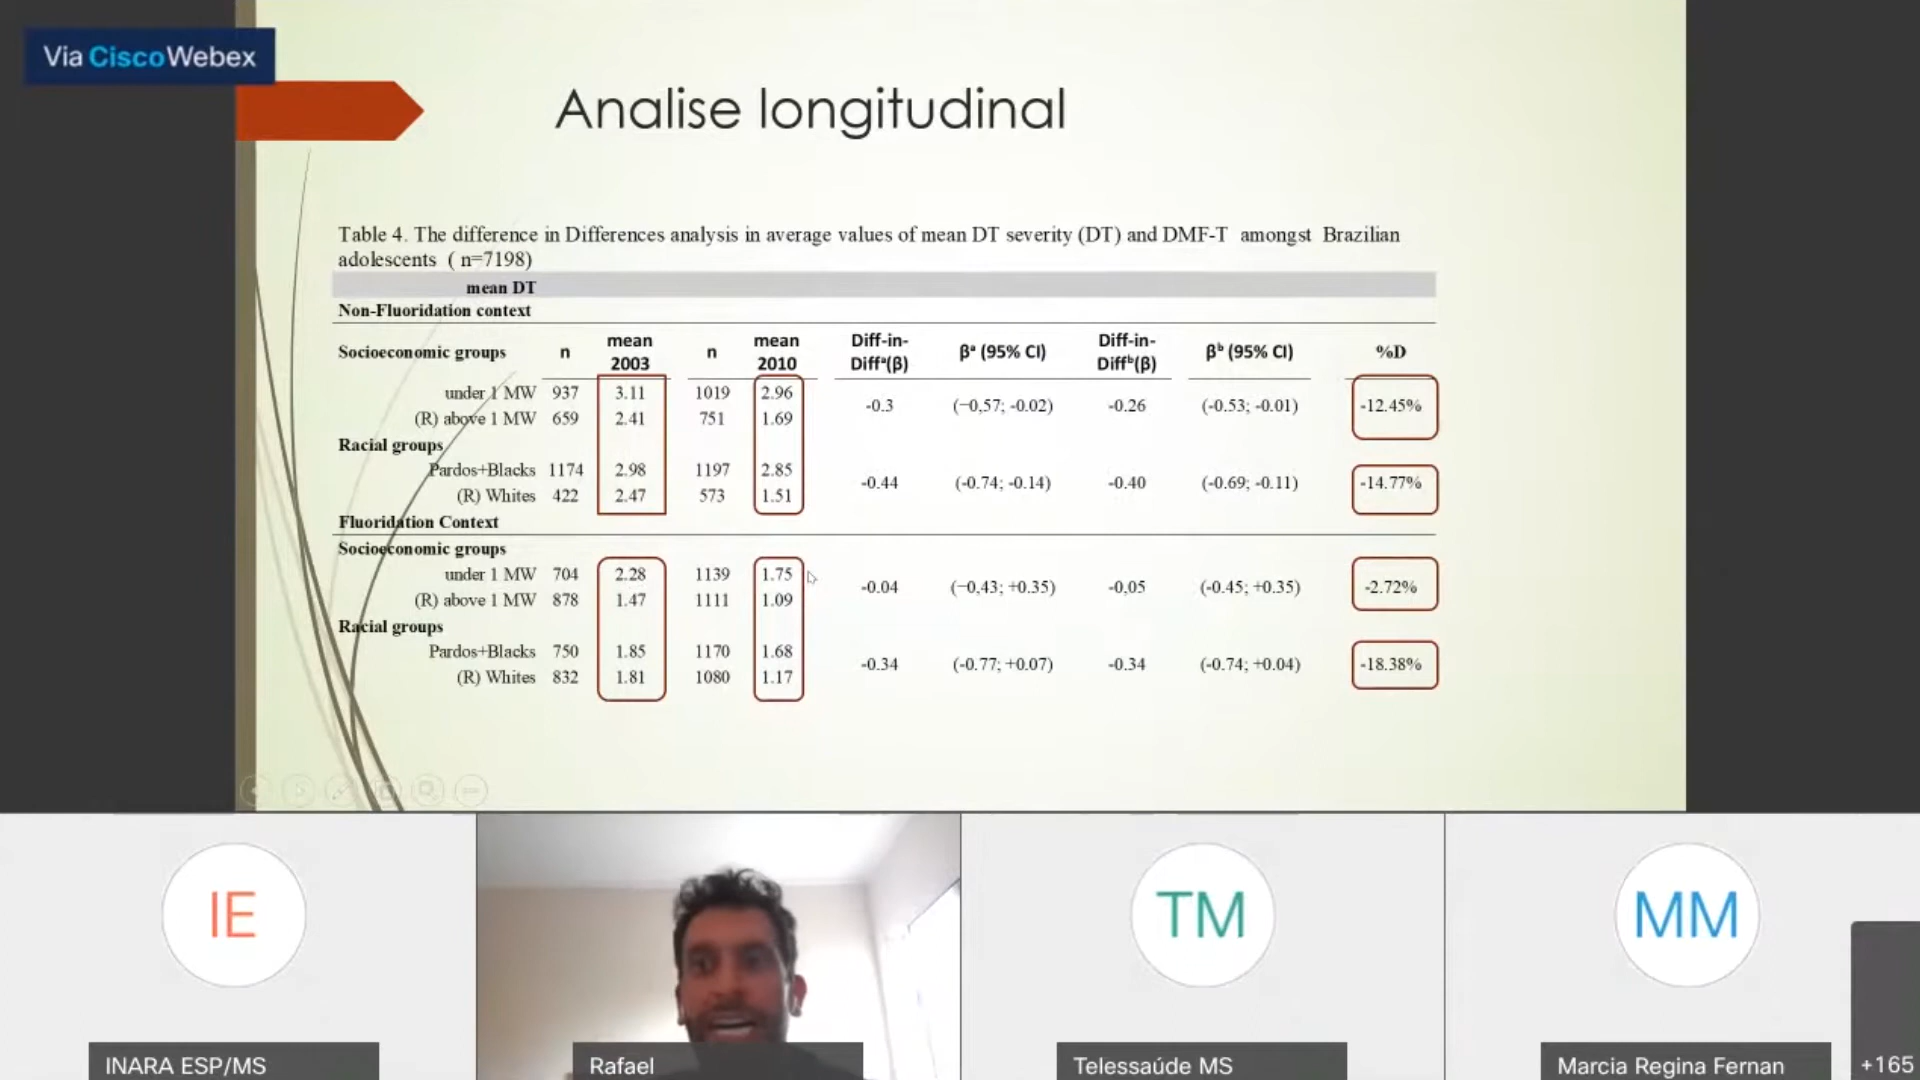 Via CiscoWebex
Analise longitudinal
Table 4. The difference in Differences analysis in average values of mean DT severity (DT) and DMF-T amongst Brazilian
adolescents ( n=7198)
mean DT
Non-Fluoridation context
Socioeconomic groups n mean 2003 n mean 2010 Diff-in-Diffᵃ(β) βᵃ (95% CI) Diff-in-Diffᵇ(β) βᵇ (95% CI) %D
under 1 MW 937 3.11 1019 2.96 -0.3 (−0,57; -0.02) -0.26 (-0.53; -0.01) -12.45%
(R) above 1 MW 659 2.41 751 1.69
Racial groups
Pardos+Blacks 1174 2.98 1197 2.85 -0.44 (-0.74; -0.14) -0.40 (-0.69; -0.11) -14.77%
(R) Whites 422 2.47 573 1.51
Fluoridation Context
Socioeconomic groups
under 1 MW 704 2.28 1139 1.75 -0.04 (−0,43; +0.35) -0,05 (-0.45; +0.35) -2.72%
(R) above 1 MW 878 1.47 1111 1.09
Racial groups
Pardos+Blacks 750 1.85 1170 1.68 -0.34 (-0.77; +0.07) -0.34 (-0.74; +0.04) -18.38%
(R) Whites 832 1.81 1080 1.17
IE
TM
MM
INARA ESP/MS
Rafael
Telessaúde MS
Marcia Regina Fernan
+165